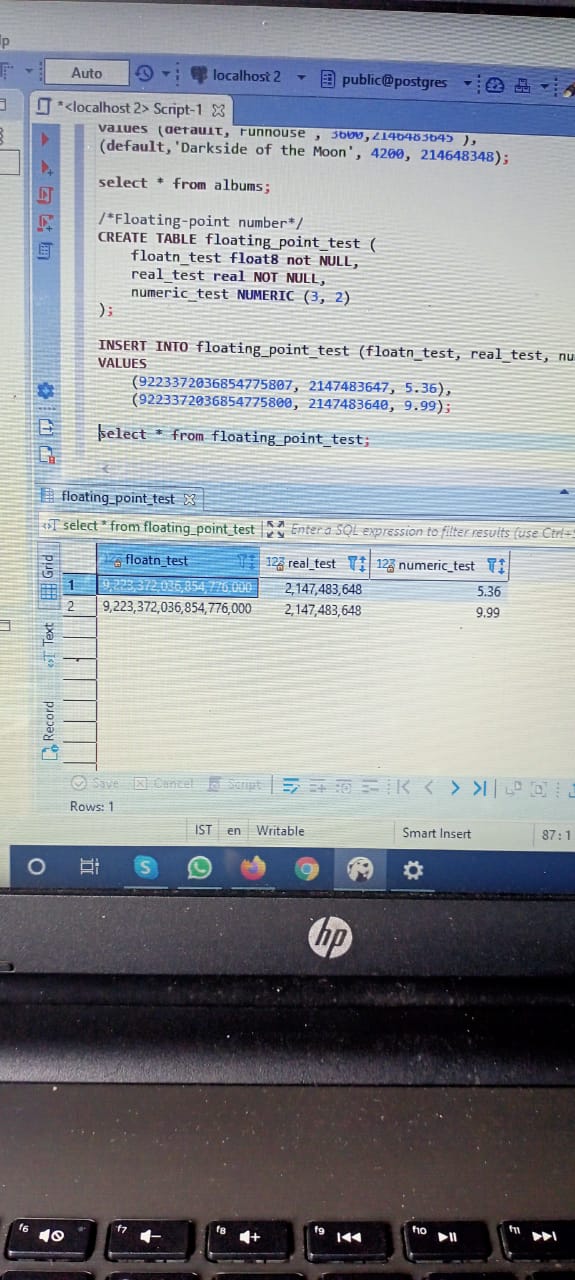 Auto
localhost 2
public@postgres
*<localhost 2> Script-1
values (default, 'Funhouse', 3600,2146483645 ),
(default,'Darkside of the Moon', 4200, 214648348);
select * from albums;
/*Floating-point number*/
CREATE TABLE floating_point_test (
floatn_test float8 not NULL,
real_test real NOT NULL,
numeric_test NUMERIC (3, 2)
);
INSERT INTO floating_point_test (floatn_test, real_test, nu
VALUES
(9223372036854775807, 2147483647, 5.36),
(9223372036854775800, 2147483640, 9.99);
select * from floating_point_test;
floating_point_test
select * from floating_point_test
Enter a SQL expression to filter results (use Ctrl+S
Grid
Text
Record
123 floatn_test
123 real_test
123 numeric_test
1 9,223,372,036,854,776,000 2,147,483,648 5.36
2 9,223,372,036,854,776,000 2,147,483,648 9.99
Save
Cancel
Script
Rows: 1
IST
en
Writable
Smart Insert
87 : 1
hp
f6
f7
f8
f9
f10
f11